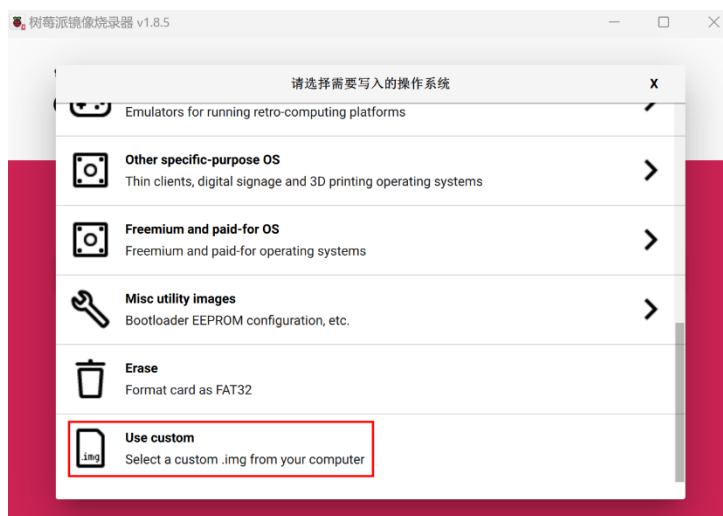 树莓派镜像烧录器 v1.8.5
请选择需要写入的操作系统
X
Emulators for running retro-computing platforms
Other specific-purpose OS
Thin clients, digital signage and 3D printing operating systems
Freemium and paid-for OS
Freemium and paid-for operating systems
Misc utility images
Bootloader EEPROM configuration, etc.
Erase
Format card as FAT32
Use custom
.img
Select a custom .img from your computer